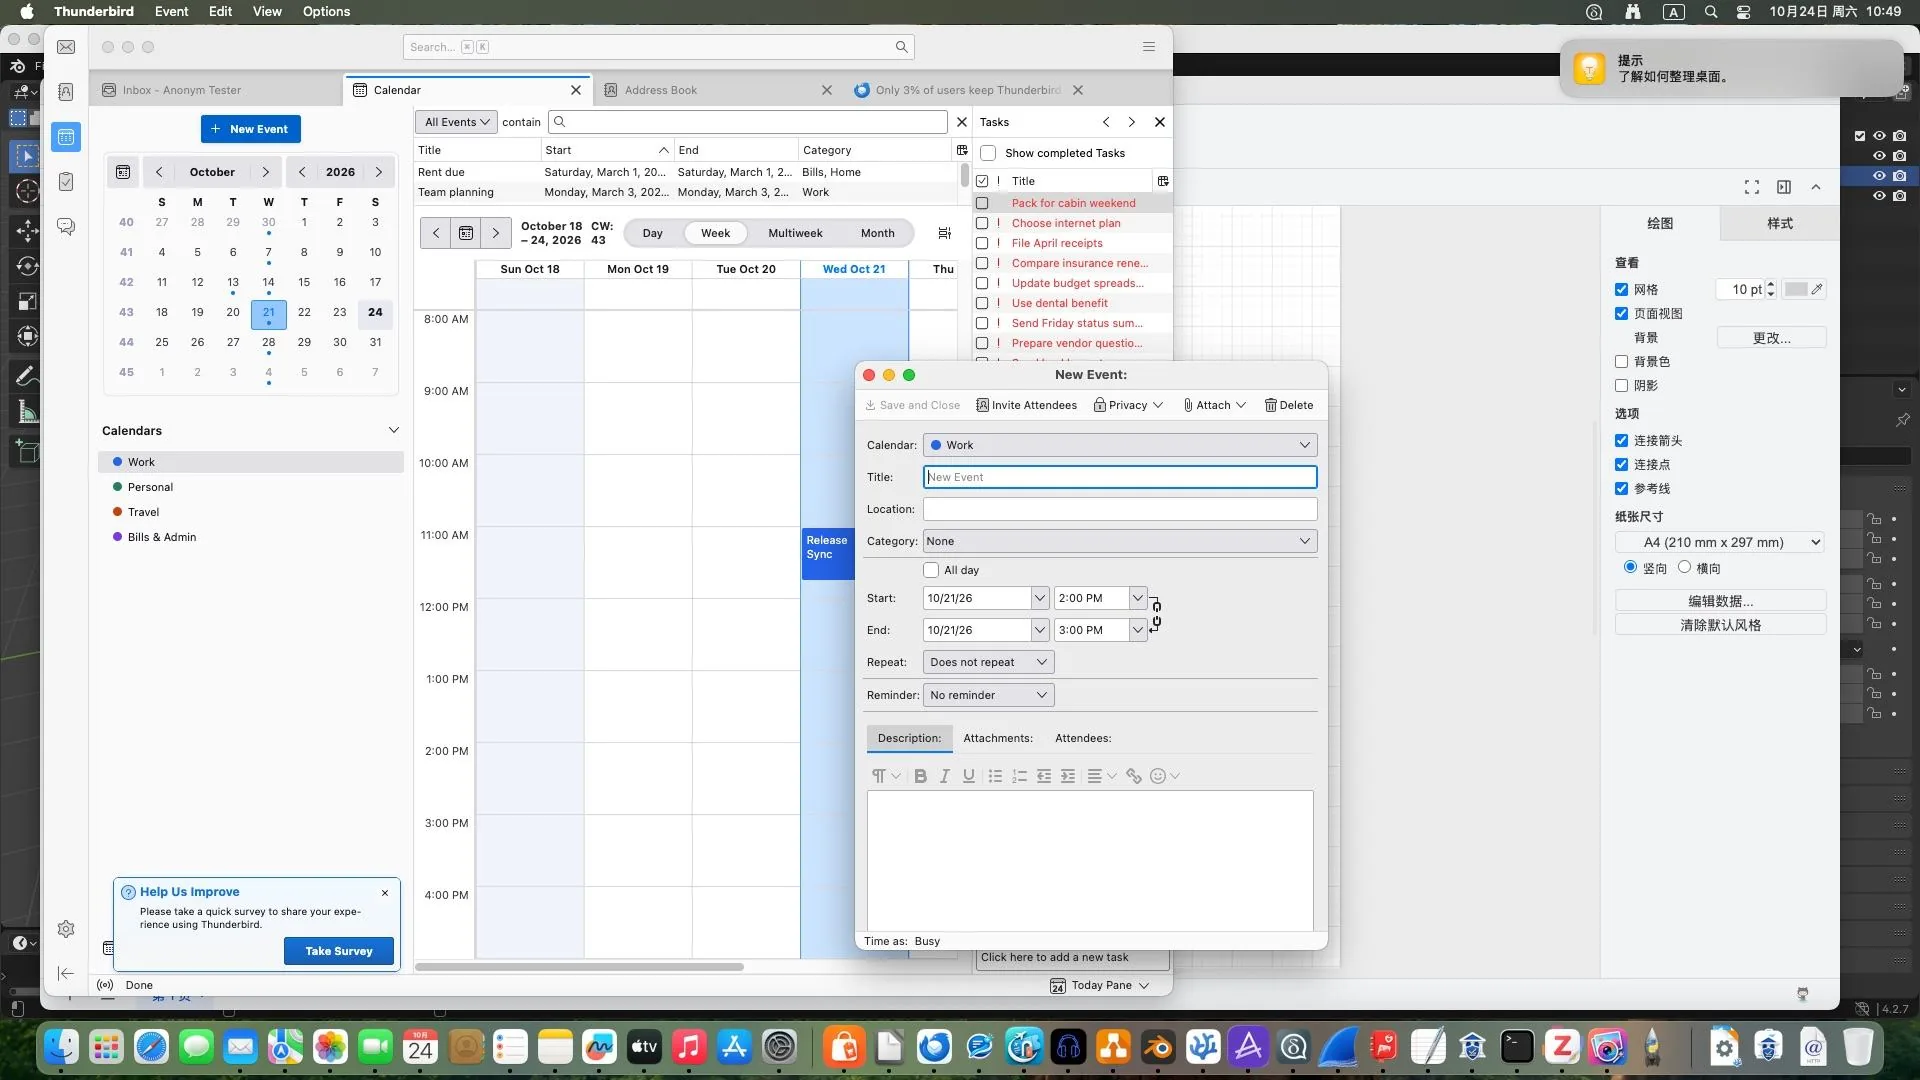 Thunderbird Event Edit View Options
A 10月24日 周六 10:49
Search... ⌘ K
提示
了解如何整理桌面。
Inbox - Anonym Tester
Calendar
Address Book
Only 3% of users keep Thunderbird
New Event
All Events contain
Title Start End Category
Rent due Saturday, March 1, 20... Saturday, March 1, 2... Bills, Home
Team planning Monday, March 3, 202... Monday, March 3, 2... Work
October 2026
S M T W T F S
40 27 28 29 30 1 2 3
41 4 5 6 7 8 9 10
42 11 12 13 14 15 16 17
43 18 19 20 21 22 23 24
44 25 26 27 28 29 30 31
45 1 2 3 4 5 6 7
Calendars
Work
Personal
Travel
Bills & Admin
Help Us Improve
Please take a quick survey to share your expe-
rience using Thunderbird.
Take Survey
Done
October 18 – 24, 2026
CW: 43
Day Week Multiweek Month
Sun Oct 18 Mon Oct 19 Tue Oct 20 Wed Oct 21 Thu
8:00 AM
9:00 AM
10:00 AM
11:00 AM
12:00 PM
1:00 PM
2:00 PM
3:00 PM
4:00 PM
Release Sync
Tasks
Show completed Tasks
! Title
Pack for cabin weekend
! Choose internet plan
! File April receipts
! Compare insurance rene...
! Update budget spreads...
! Use dental benefit
! Send Friday status sum...
! Prepare vendor questio...
Click here to add a new task
24 Today Pane
New Event:
Save and Close Invite Attendees Privacy Attach Delete
Calendar: Work
Title: New Event
Location:
Category: None
All day
Start: 10/21/26 2:00 PM
End: 10/21/26 3:00 PM
Repeat: Does not repeat
Reminder: No reminder
Description: Attachments: Attendees:
Time as: Busy
绘图 样式
查看
网格 10 pt
页面视图
背景 更改...
背景色
阴影
选项
连接箭头
连接点
参考线
纸张尺寸
A4 (210 mm x 297 mm)
竖向 横向
编辑数据...
清除默认风格
4.2.7
10月
24
tv